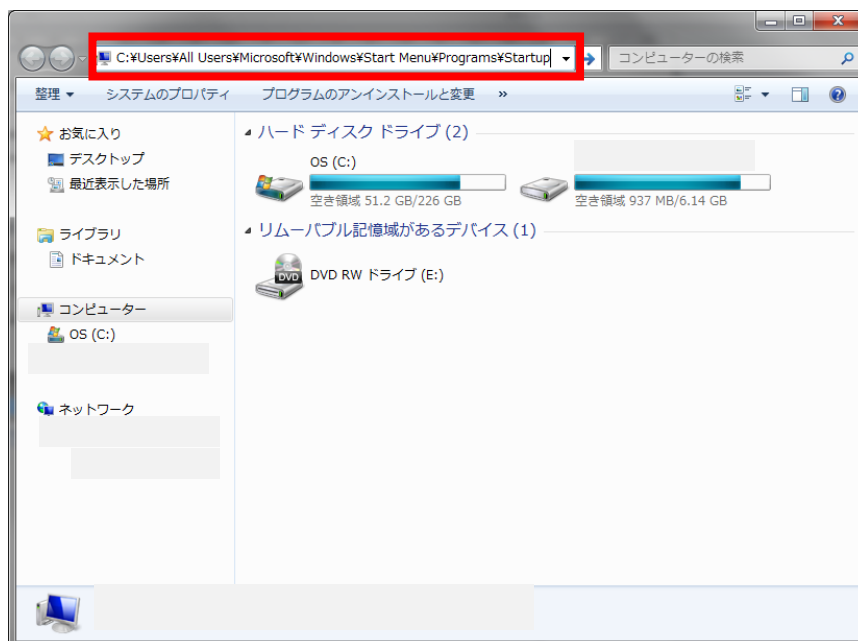 C:¥Users¥All Users¥Microsoft¥Windows¥Start Menu¥Programs¥Startup
コンピューターの検索
整理 システムのプロパティ プログラムのアンインストールと変更 »
お気に入り
デスクトップ
最近表示した場所
ライブラリ
ドキュメント
コンピューター
OS (C:)
ネットワーク
ハード ディスク ドライブ (2)
OS (C:)
空き領域 51.2 GB/226 GB
空き領域 937 MB/6.14 GB
リムーバブル記憶域があるデバイス (1)
DVD
DVD RW ドライブ (E:)